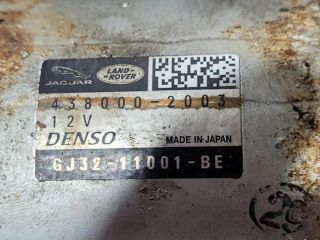 JAGUAR
LAND-
ROVER
438000-2003
12V
DENSO
MADE IN JAPAN
GJ32-11001-BE